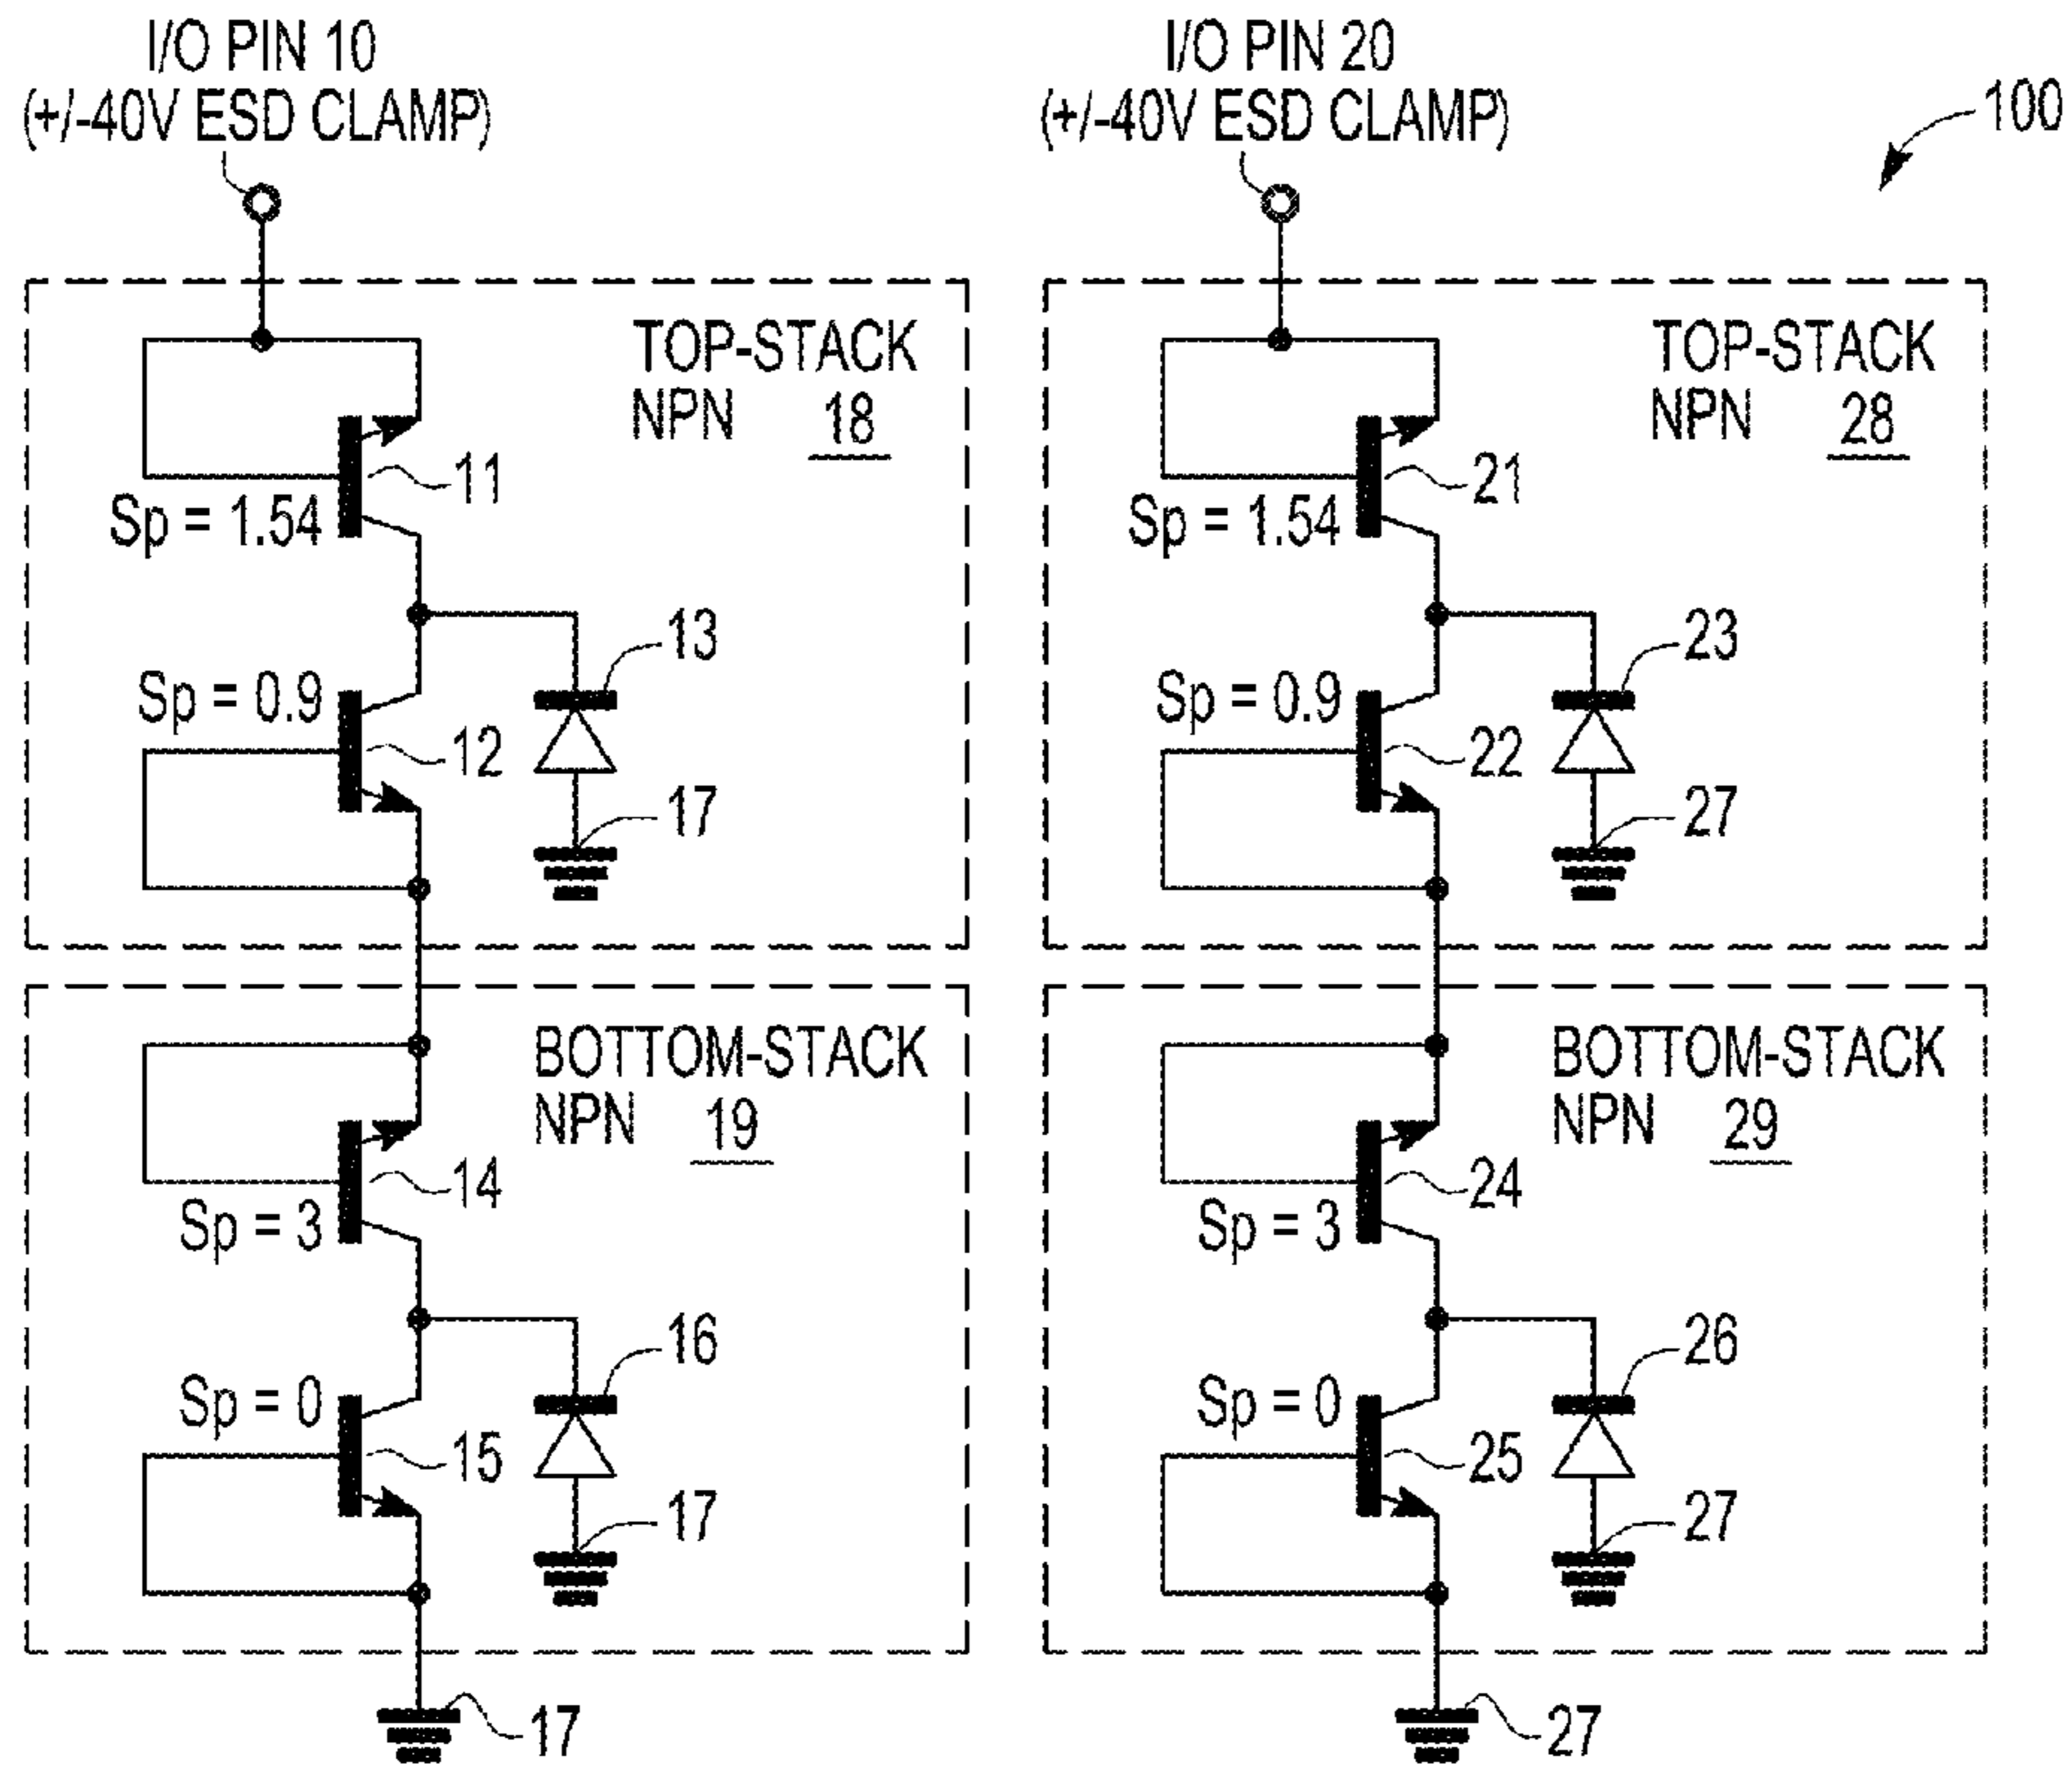 I/O PIN 10
(+/-40V ESD CLAMP)
I/O PIN 20
(+/-40V ESD CLAMP)
100
TOP-STACK
NPN 18
11
Sp = 1.54
13
Sp = 0.9
12
17
BOTTOM-STACK
NPN 19
14
Sp = 3
16
Sp = 0
15
17
17
TOP-STACK
NPN 28
21
Sp = 1.54
23
Sp = 0.9
22
27
BOTTOM-STACK
NPN 29
24
Sp = 3
26
Sp = 0
25
27
27